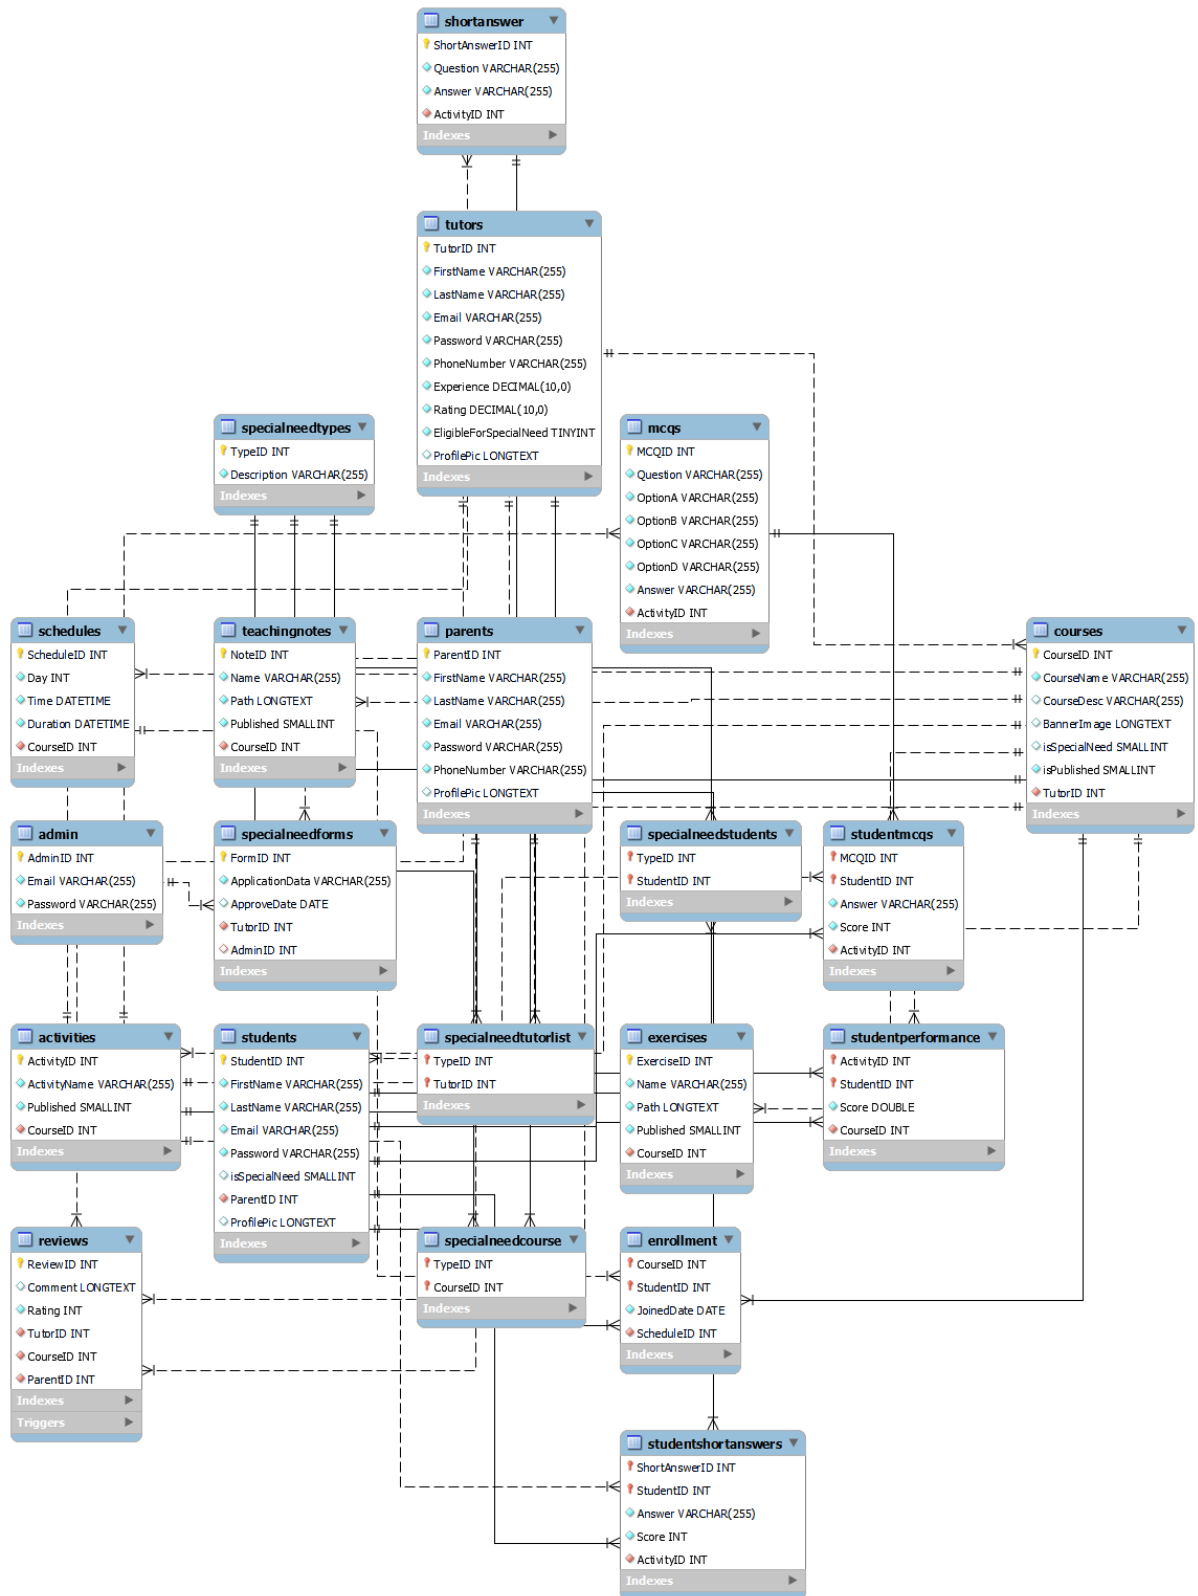 shortanswer
ShortAnswerID INT
Question VARCHAR(255)
Answer VARCHAR(255)
ActivityID INT
Indexes
tutors
TutorID INT
FirstName VARCHAR(255)
LastName VARCHAR(255)
Email VARCHAR(255)
Password VARCHAR(255)
PhoneNumber VARCHAR(255)
Experience DECIMAL(10,0)
Rating DECIMAL(10,0)
EligibleForSpecialNeed TINYINT
ProfilePic LONGTEXT
Indexes
specialneedtypes
TypeID INT
Description VARCHAR(255)
Indexes
mcqs
MCQID INT
Question VARCHAR(255)
OptionA VARCHAR(255)
OptionB VARCHAR(255)
OptionC VARCHAR(255)
OptionD VARCHAR(255)
Answer VARCHAR(255)
ActivityID INT
Indexes
schedules
ScheduleID INT
Day INT
Time DATETIME
Duration DATETIME
CourseID INT
Indexes
teachingnotes
NoteID INT
Name VARCHAR(255)
Path LONGTEXT
Published SMALLINT
CourseID INT
Indexes
parents
ParentID INT
FirstName VARCHAR(255)
LastName VARCHAR(255)
Email VARCHAR(255)
Password VARCHAR(255)
PhoneNumber VARCHAR(255)
ProfilePic LONGTEXT
Indexes
courses
CourseID INT
CourseName VARCHAR(255)
CourseDesc VARCHAR(255)
BannerImage LONGTEXT
isSpecialNeed SMALLINT
isPublished SMALLINT
TutorID INT
Indexes
admin
AdminID INT
Email VARCHAR(255)
Password VARCHAR(255)
Indexes
specialneedforms
FormID INT
ApplicationData VARCHAR(255)
ApproveDate DATE
TutorID INT
AdminID INT
Indexes
specialneedstudents
TypeID INT
StudentID INT
Indexes
studentmcqs
MCQID INT
StudentID INT
Answer VARCHAR(255)
Score INT
ActivityID INT
Indexes
activities
ActivityID INT
ActivityName VARCHAR(255)
Published SMALLINT
CourseID INT
Indexes
students
StudentID INT
FirstName VARCHAR(255)
LastName VARCHAR(255)
Email VARCHAR(255)
Password VARCHAR(255)
isSpecialNeed SMALLINT
ParentID INT
ProfilePic LONGTEXT
Indexes
specialneedtutorlist
TypeID INT
TutorID INT
Indexes
exercises
ExerciseID INT
Name VARCHAR(255)
Path LONGTEXT
Published SMALLINT
CourseID INT
Indexes
studentperformance
ActivityID INT
StudentID INT
Score DOUBLE
CourseID INT
Indexes
reviews
ReviewID INT
Comment LONGTEXT
Rating INT
TutorID INT
CourseID INT
ParentID INT
Indexes
Triggers
specialneedcourse
TypeID INT
CourseID INT
Indexes
enrollment
CourseID INT
StudentID INT
JoinedDate DATE
ScheduleID INT
Indexes
studentshortanswers
ShortAnswerID INT
StudentID INT
Answer VARCHAR(255)
Score INT
ActivityID INT
Indexes